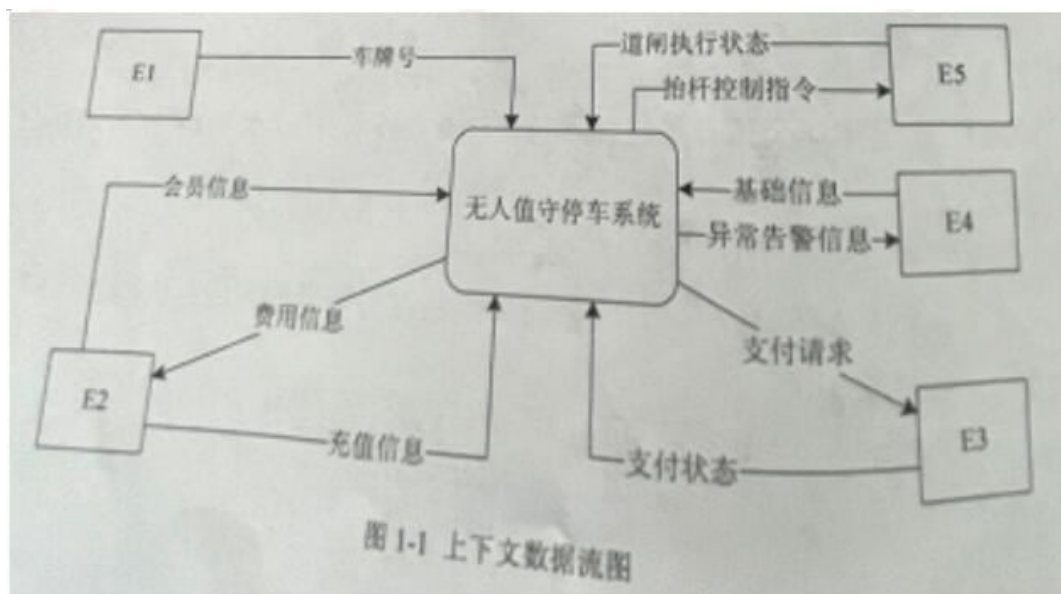 道闸执行状态
E1
车牌号
抬杆控制指令
E5
会员信息
无人值守停车系统
基础信息
异常告警信息
E4
费用信息
支付请求
E2
充值信息
支付状态
E3
图 1-1 上下文数据流图